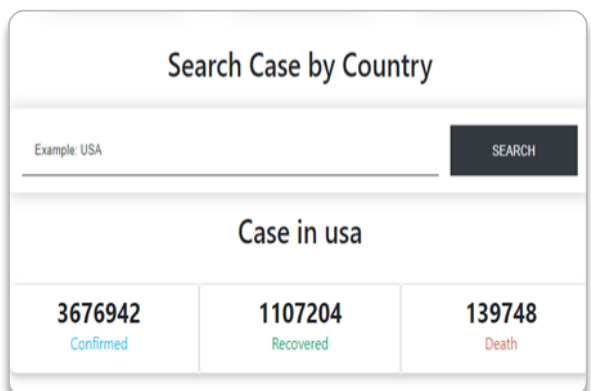 Search Case by Country
Example: USA
SEARCH
Case in usa
3676942 1107204 139748
Confirmed Recovered Death